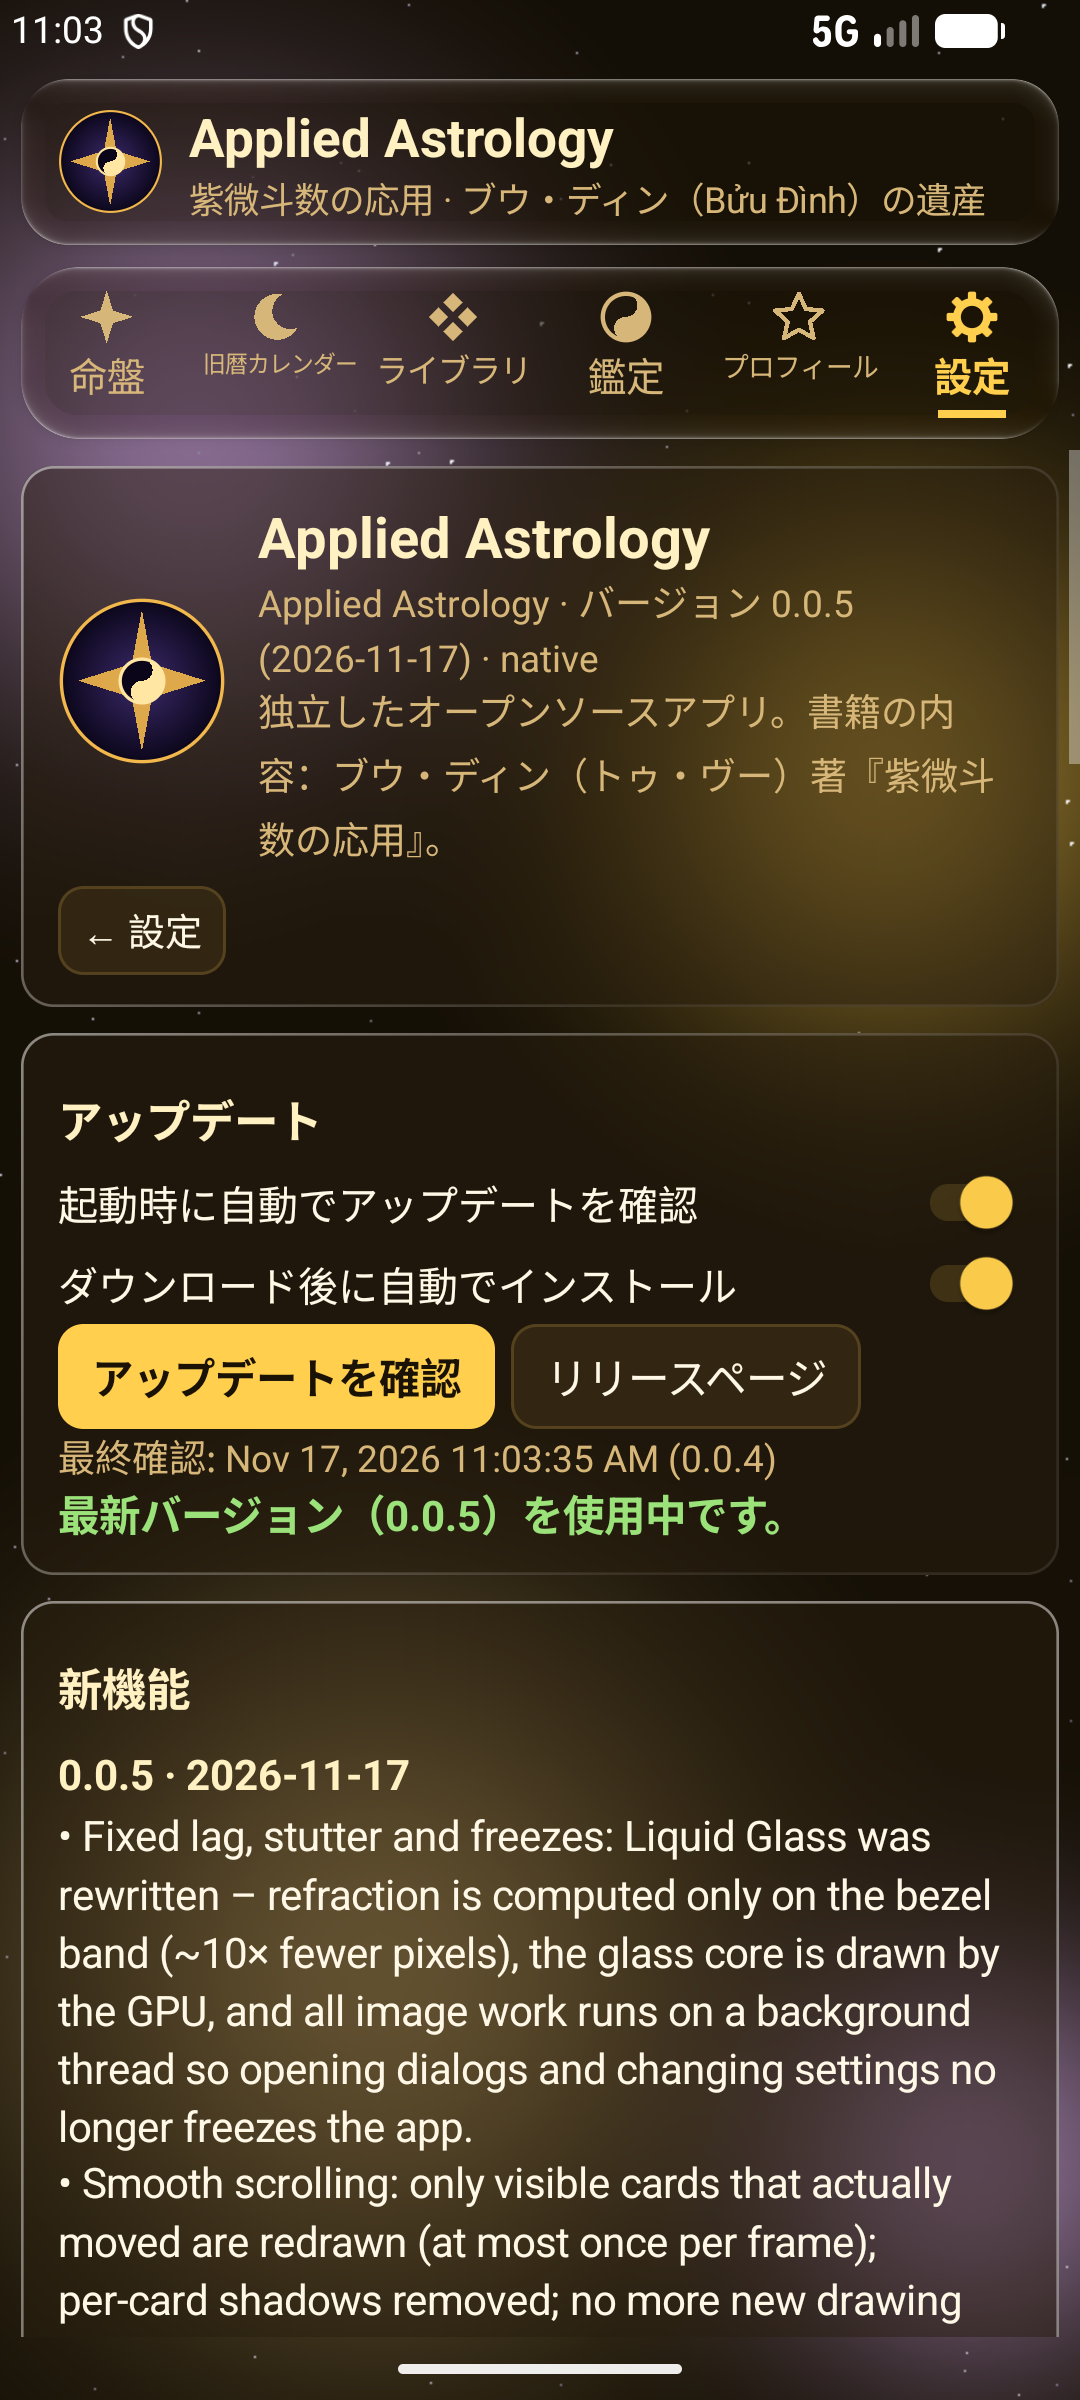 11:03
5G
Applied Astrology
紫微斗数の応用 · ブウ・ディン（Bửu Đình）の遺産
命盤
旧暦カレンダー
ライブラリ
鑑定
プロフィール
設定
Applied Astrology
Applied Astrology · バージョン 0.0.5
(2026-11-17) · native
独立したオープンソースアプリ。書籍の内
容：ブウ・ディン（トゥ・ヴー）著『紫微斗
数の応用』。
← 設定
アップデート
起動時に自動でアップデートを確認
ダウンロード後に自動でインストール
アップデートを確認
リリースページ
最終確認: Nov 17, 2026 11:03:35 AM (0.0.4)
最新バージョン（0.0.5）を使用中です。
新機能
0.0.5 · 2026-11-17
• Fixed lag, stutter and freezes: Liquid Glass was
rewritten – refraction is computed only on the bezel
band (~10× fewer pixels), the glass core is drawn by
the GPU, and all image work runs on a background
thread so opening dialogs and changing settings no
longer freezes the app.
• Smooth scrolling: only visible cards that actually
moved are redrawn (at most once per frame);
per-card shadows removed; no more new drawing